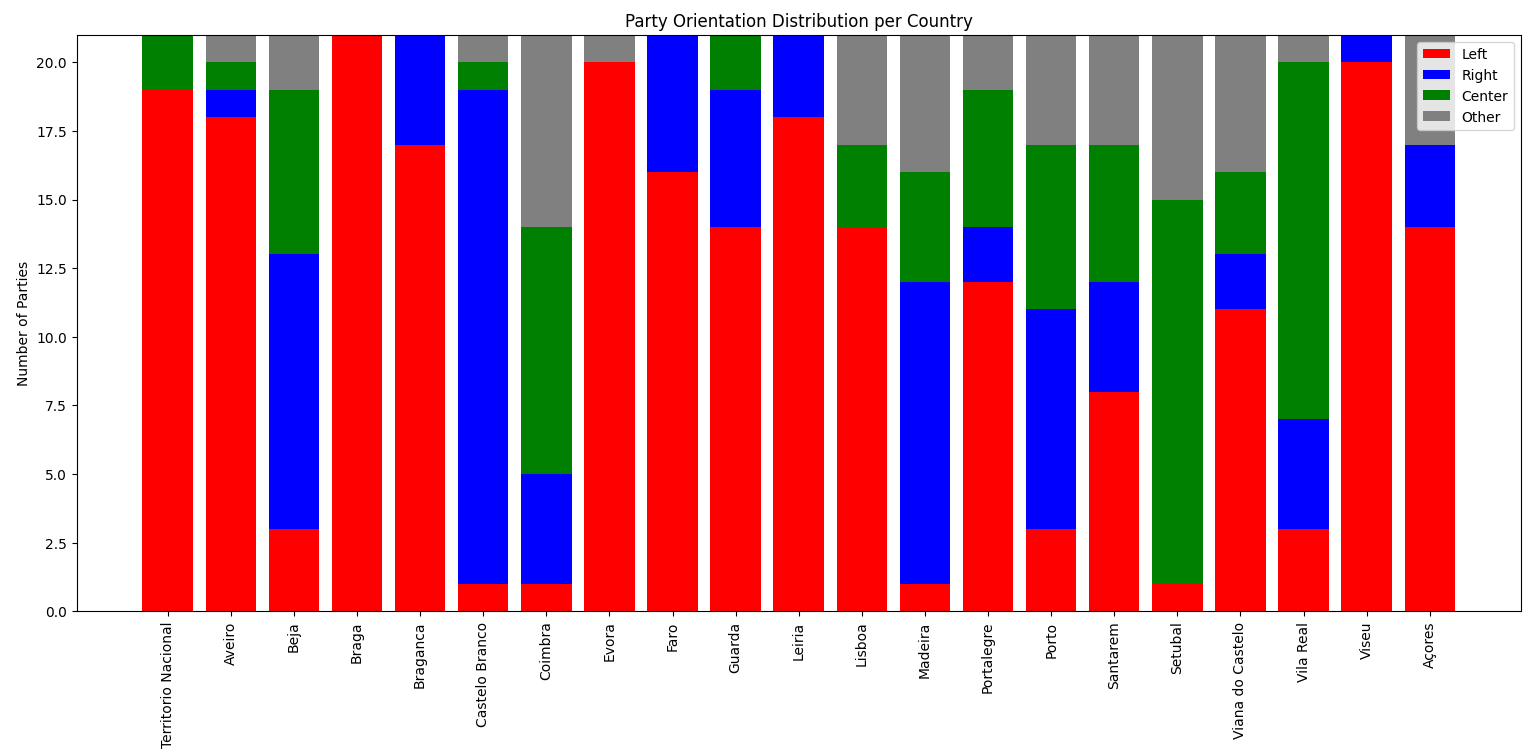 Party Orientation Distribution per Country
Number of Parties
20.0
17.5
15.0
12.5
10.0
7.5
5.0
2.5
0.0
Left
Right
Center
Other
Territorio Nacional
Aveiro
Beja
Braga
Braganca
Castelo Branco
Coimbra
Evora
Faro
Guarda
Leiria
Lisboa
Madeira
Portalegre
Porto
Santarem
Setubal
Viana do Castelo
Vila Real
Viseu
Açores